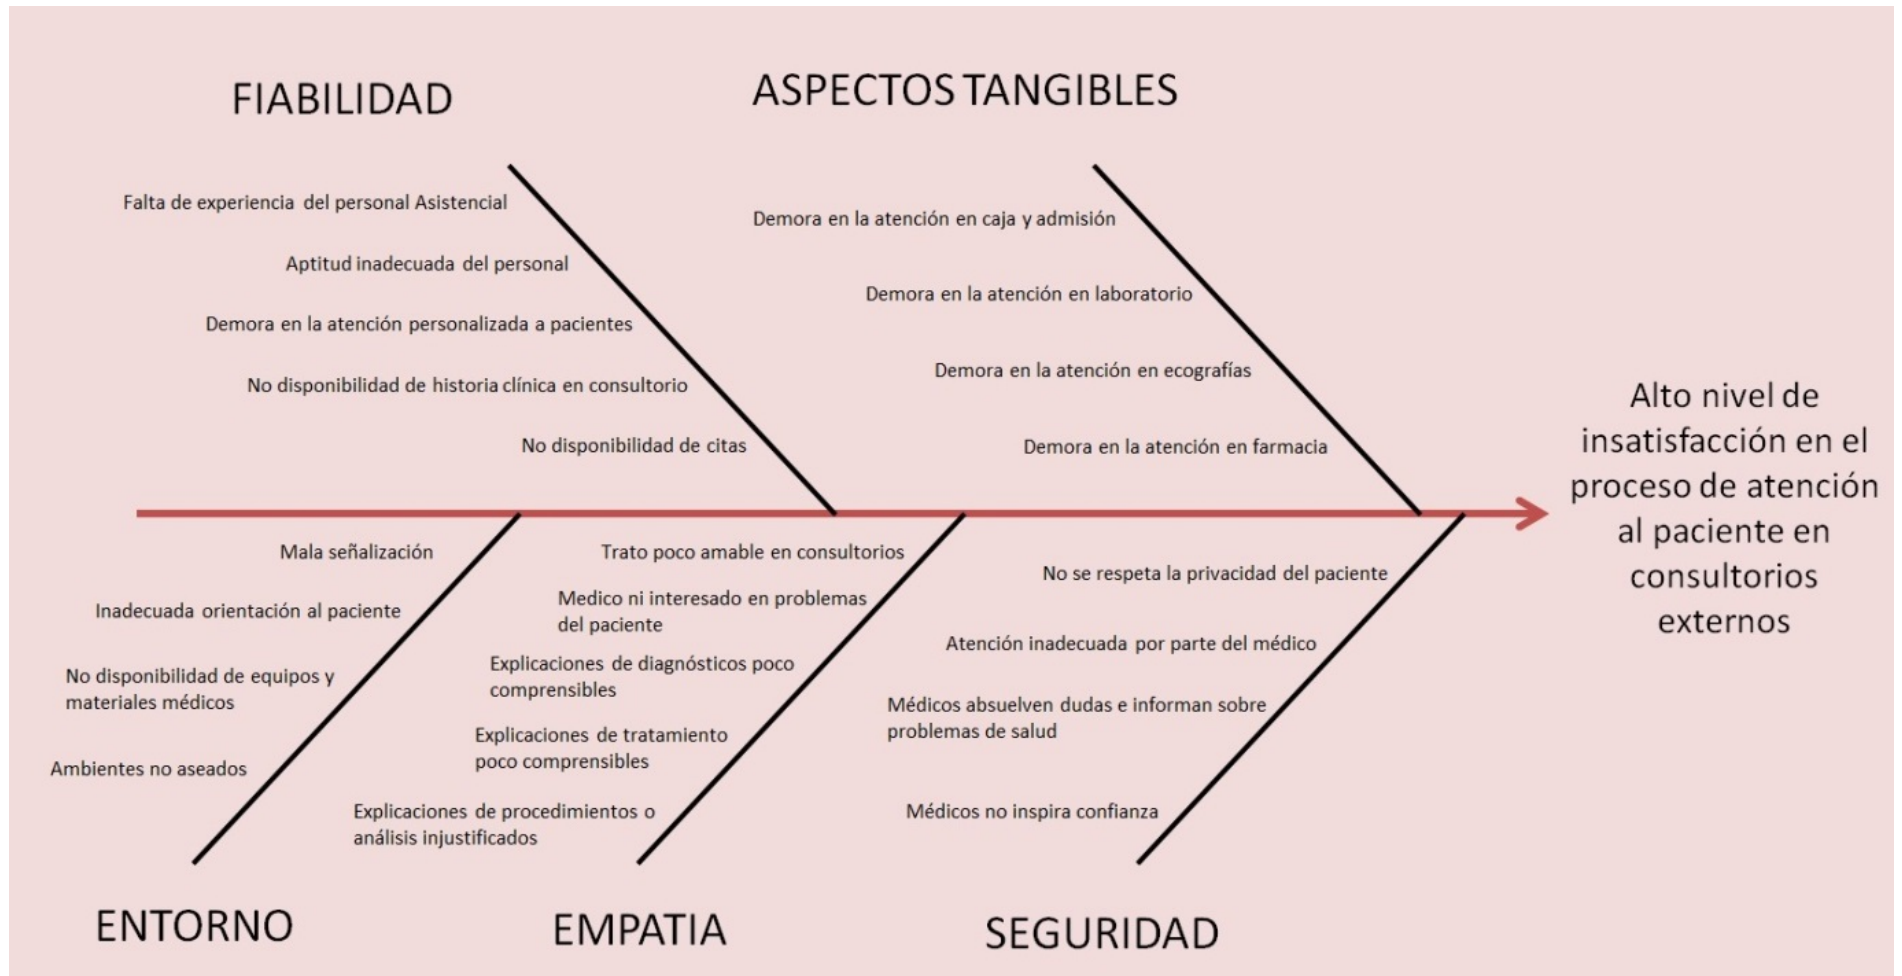 FIABILIDAD
Falta de experiencia del personal Asistencial
Aptitud inadecuada del personal
Demora en la atención personalizada a pacientes
No disponibilidad de historia clínica en consultorio
No disponibilidad de citas
ASPECTOS TANGIBLES
Demora en la atención en caja y admisión
Demora en la atención en laboratorio
Demora en la atención en ecografías
Demora en la atención en farmacia
Alto nivel de
insatisfacción en el
proceso de atención
al paciente en
consultorios
externos
Mala señalización
Inadecuada orientación al paciente
No disponibilidad de equipos y
materiales médicos
Ambientes no aseados
ENTORNO
Trato poco amable en consultorios
Medico ni interesado en problemas
del paciente
Explicaciones de diagnósticos poco
comprensibles
Explicaciones de tratamiento
poco comprensibles
Explicaciones de procedimientos o
análisis injustificados
EMPATIA
No se respeta la privacidad del paciente
Atención inadecuada por parte del médico
Médicos absuelven dudas e informan sobre
problemas de salud
Médicos no inspira confianza
SEGURIDAD